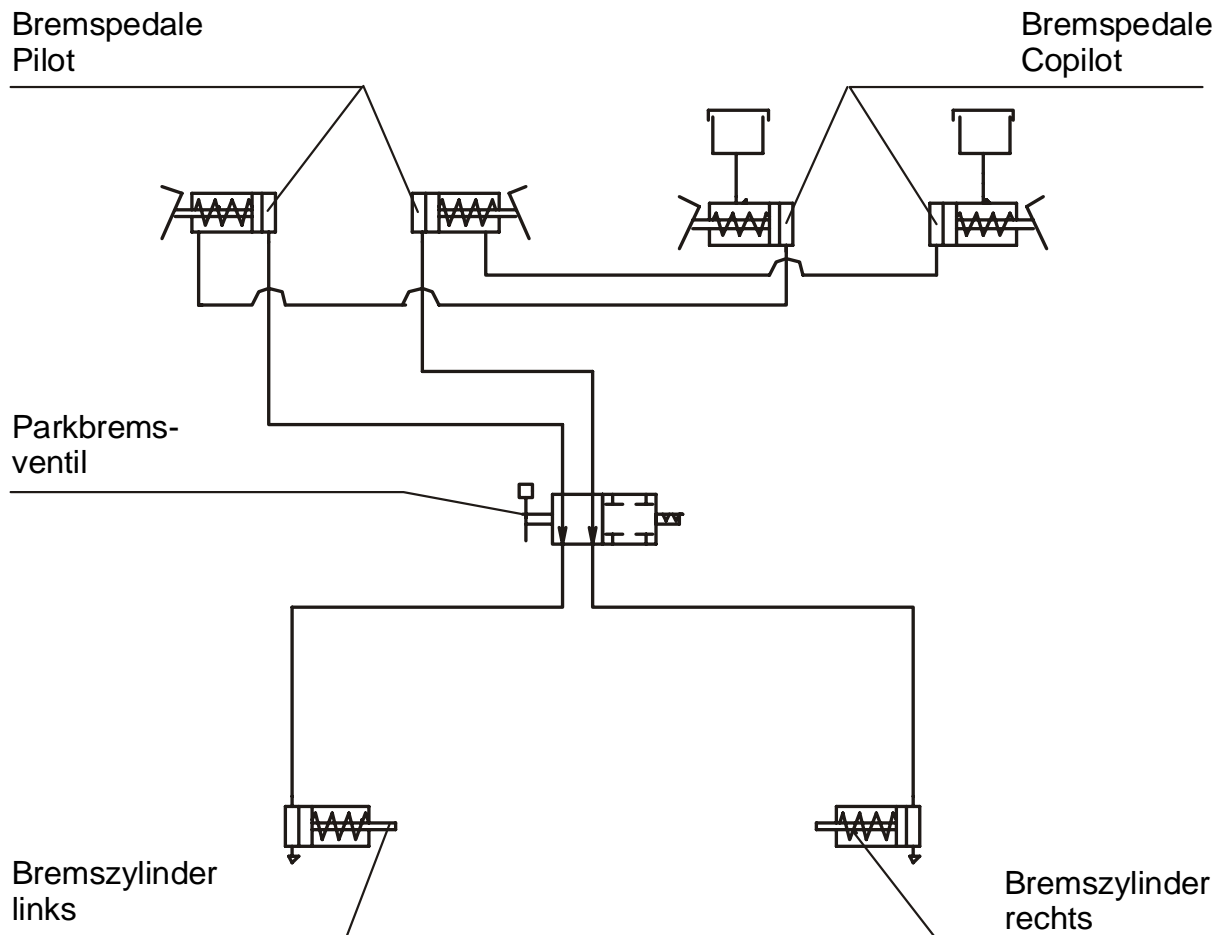 Bremspedale
Pilot
Bremspedale
Copilot
Parkbrems-
ventil
Bremszylinder
links
Bremszylinder
rechts